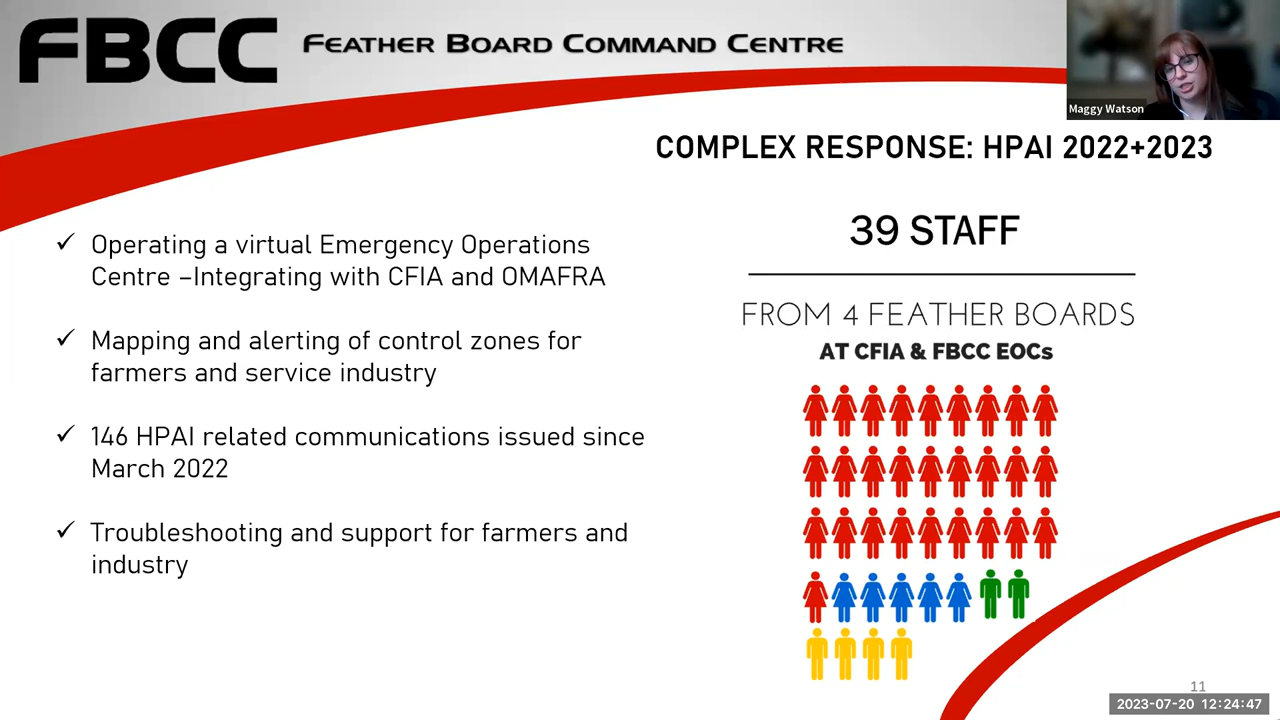 FBCC FEATHER BOARD COMMAND CENTRE
Maggy Watson
COMPLEX RESPONSE: HPAI 2022+2023
✓ Operating a virtual Emergency Operations
Centre –Integrating with CFIA and OMAFRA
✓ Mapping and alerting of control zones for
farmers and service industry
✓ 146 HPAI related communications issued since
March 2022
✓ Troubleshooting and support for farmers and
industry
39 STAFF
FROM 4 FEATHER BOARDS
AT CFIA & FBCC EOCs
11
2023-07-20 12:24:47